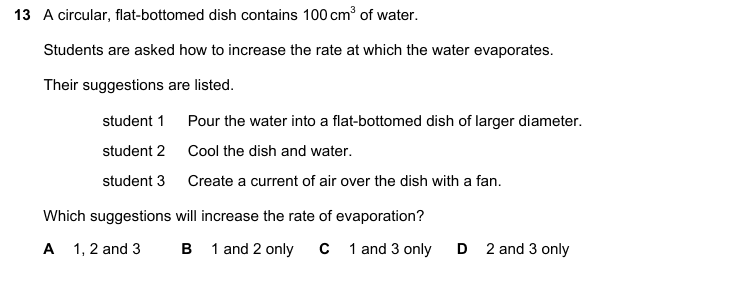 13 A circular, flat-bottomed dish contains 100 cm³ of water.
Students are asked how to increase the rate at which the water evaporates.
Their suggestions are listed.
student 1 Pour the water into a flat-bottomed dish of larger diameter.
student 2 Cool the dish and water.
student 3 Create a current of air over the dish with a fan.
Which suggestions will increase the rate of evaporation?
A 1, 2 and 3 B 1 and 2 only C 1 and 3 only D 2 and 3 only